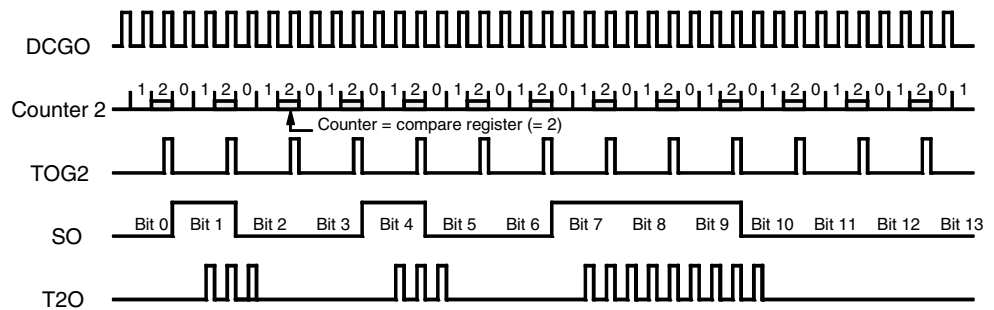 DCGO
Counter 2 1 2 0 1 2 0 1 2 0 1 2 0 1 2 0 1 2 0 1 2 0 1 2 0 1 2 0 1 2 0 1 2 0 1 2 0 1 2 0 1
Counter = compare register (= 2)
TOG2
SO Bit 0 Bit 1 Bit 2 Bit 3 Bit 4 Bit 5 Bit 6 Bit 7 Bit 8 Bit 9 Bit 10 Bit 11 Bit 12 Bit 13
T2O